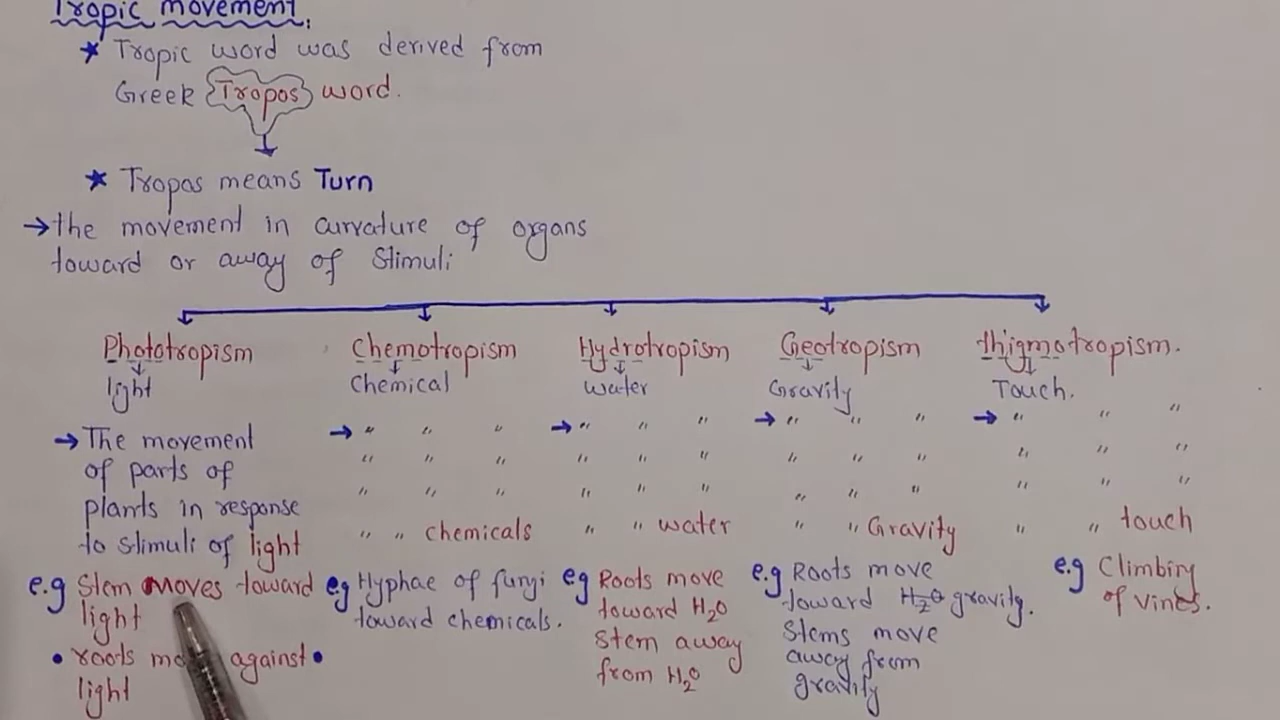 Tropic movement.
★ Tropic word was derived from
Greek Tropos word.
★ Tropos means Turn
→ the movement in curvature of organs
toward or away of Stimuli
Phototropism
light
→ The movement
of parts of
plants in response
to stimuli of light
e.g Stem moves toward
light
• roots against •
light
Chemotropism
Chemical
→ " " "
" " "
" " "
" " chemicals
eg Hyphae of fungi
toward chemicals.
Hydrotropism
water
→ " " "
" " "
" " "
" " water
eg Roots move
toward H₂O
Stem away
from H₂O
Geotropism
Gravity
→ " " "
" " "
" " "
" " Gravity
e.g Roots move
toward H₂O gravity.
Stems move
away from
gravity
thigmotropism.
Touch.
→ " " "
" " "
" " "
" " touch
e.g Climbing
of vines.